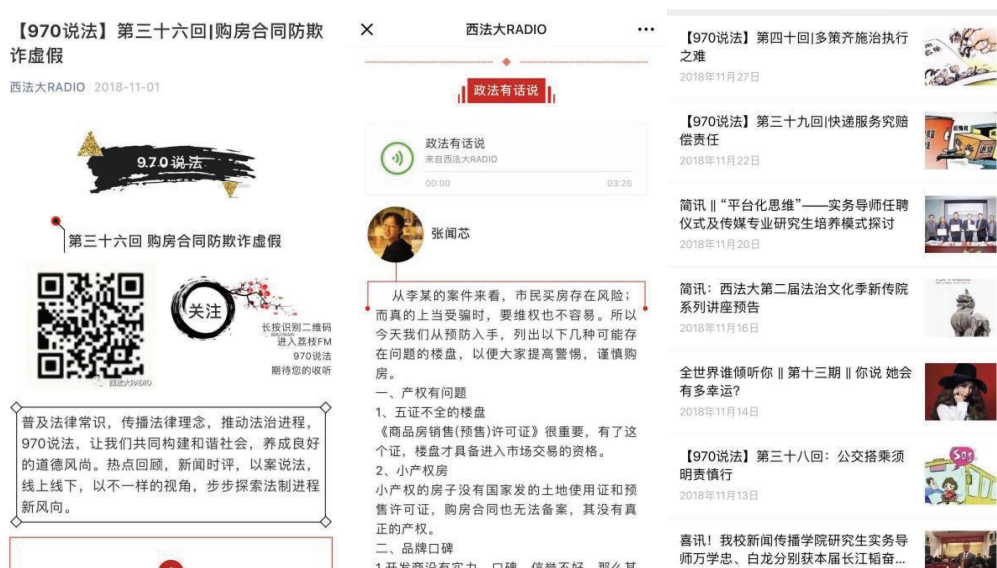 【970说法】第三十六回|购房合同防欺
诈虚假
西法大RADIO 2018-11-01
9.7.0 说·法
第三十六回 购房合同防欺诈虚假
关注
长按识别二维码
进入荔枝FM
970说法
期待您的收听
西法大RADIO
普及法律常识，传播法律理念，推动法治进程，
970说法，让我们共同构建和谐社会，养成良好
的道德风尚。热点回顾，新闻时评，以案说法，
线上线下，以不一样的视角，步步探索法制进程
新风向。
西法大RADIO
政法有话说
政法有话说
来自西法大RADIO
00:00 03:26
张闻芯
从李某的案件来看，市民买房存在风险；
而真的上当受骗时，要维权也不容易。所以
今天我们从预防入手，列出以下几种可能存
在问题的楼盘，以便大家提高警惕，谨慎购
房。
一、产权有问题
1、五证不全的楼盘
《商品房销售(预售)许可证》很重要，有了这
个证，楼盘才具备进入市场交易的资格。
2、小产权房
小产权的房子没有国家发的土地使用证和预
售许可证，购房合同也无法备案，其没有真
正的产权。
二、品牌口碑
1.开发商没有实力、口碑、信誉不好，那么其
【970说法】第四十回|多策齐施治执行
之难
2018年11月27日
【970说法】第三十九回|快递服务究赔
偿责任
2018年11月22日
简讯 ‖ “平台化思维”——实务导师任聘
仪式及传媒专业研究生培养模式探讨
2018年11月20日
简讯：西法大第二届法治文化季新传院
系列讲座预告
2018年11月16日
全世界谁倾听你 ‖ 第十三期 ‖ 你说 她会
有多幸运?
2018年11月14日
【970说法】第三十八回：公交搭乘须
明责慎行
2018年11月13日
SOS
喜讯！我校新闻传播学院研究生实务导
师万学忠、白龙分别获本届长江韬奋...